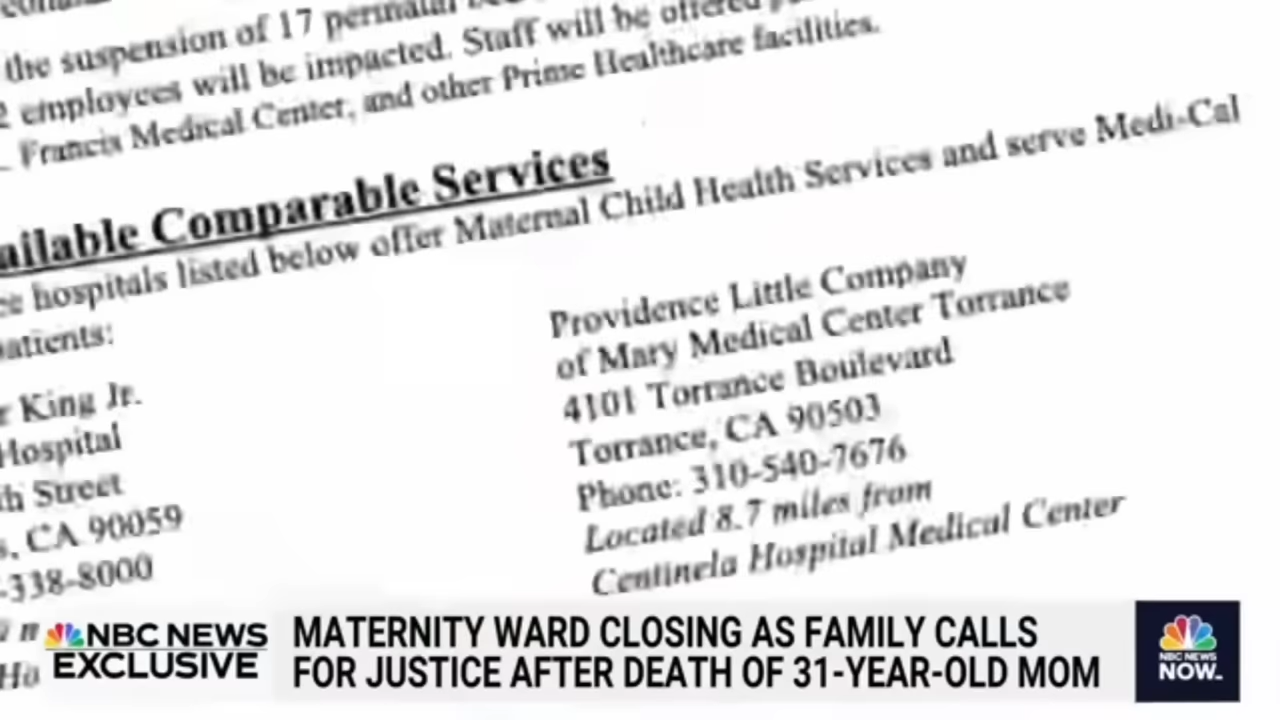 the suspension of 17 perinatal
2 employees will be impacted. Staff will be offered
Francis Medical Center, and other Prime Healthcare facilities.
ailable Comparable Services
ce hospitals listed below offer Maternal Child Health Services and serve Medi-Cal
patients:
r King Jr.
Hospital
th Street
s, CA 90059
-338-8000
Providence Little Company
of Mary Medical Center Torrance
4101 Torrance Boulevard
Torrance, CA 90503
Phone: 310-540-7676
Located 8.7 miles from
Centinela Hospital Medical Center
NBC NEWS
EXCLUSIVE
MATERNITY WARD CLOSING AS FAMILY CALLS
FOR JUSTICE AFTER DEATH OF 31-YEAR-OLD MOM
NBC NEWS
NOW